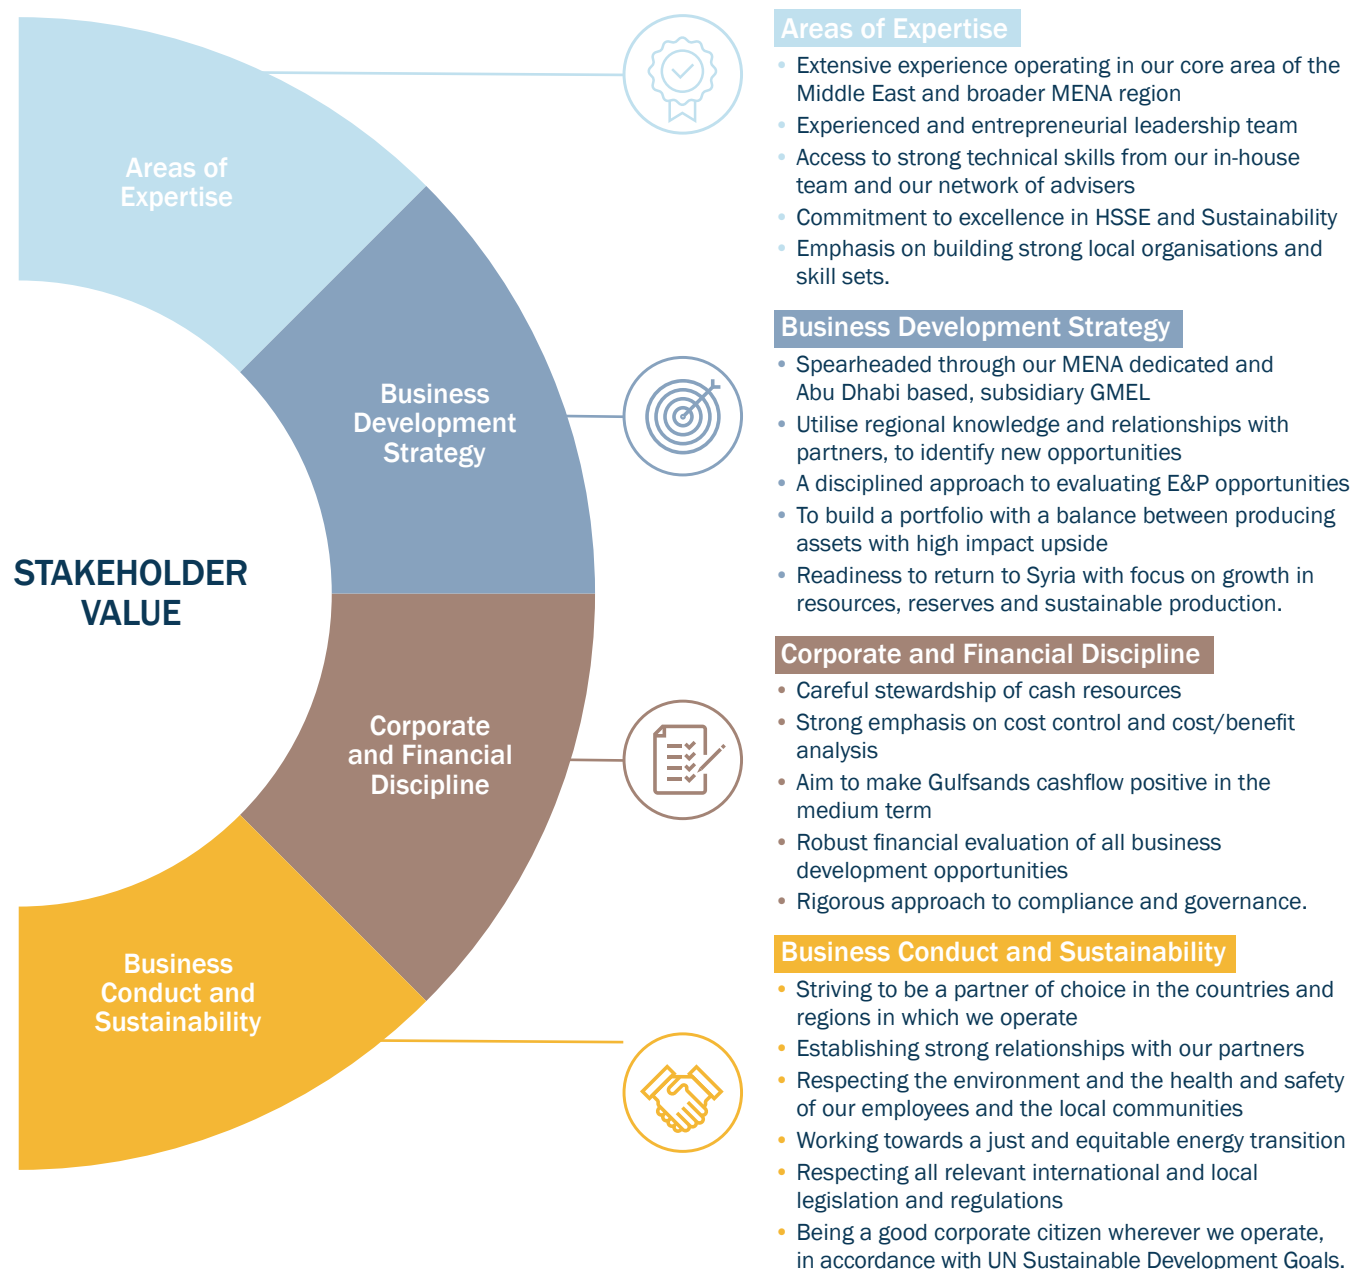 Areas of
Expertise
Business
Development
Strategy
STAKEHOLDER
VALUE
Corporate
and Financial
Discipline
Business
Conduct and
Sustainability
Areas of Expertise
• Extensive experience operating in our core area of the
Middle East and broader MENA region
• Experienced and entrepreneurial leadership team
• Access to strong technical skills from our in-house
team and our network of advisers
• Commitment to excellence in HSSE and Sustainability
• Emphasis on building strong local organisations and
skill sets.
Business Development Strategy
• Spearheaded through our MENA dedicated and
Abu Dhabi based, subsidiary GMEL
• Utilise regional knowledge and relationships with
partners, to identify new opportunities
• A disciplined approach to evaluating E&P opportunities
• To build a portfolio with a balance between producing
assets with high impact upside
• Readiness to return to Syria with focus on growth in
resources, reserves and sustainable production.
Corporate and Financial Discipline
• Careful stewardship of cash resources
• Strong emphasis on cost control and cost/benefit
analysis
• Aim to make Gulfsands cashflow positive in the
medium term
• Robust financial evaluation of all business
development opportunities
• Rigorous approach to compliance and governance.
Business Conduct and Sustainability
• Striving to be a partner of choice in the countries and
regions in which we operate
• Establishing strong relationships with our partners
• Respecting the environment and the health and safety
of our employees and the local communities
• Working towards a just and equitable energy transition
• Respecting all relevant international and local
legislation and regulations
• Being a good corporate citizen wherever we operate,
in accordance with UN Sustainable Development Goals.